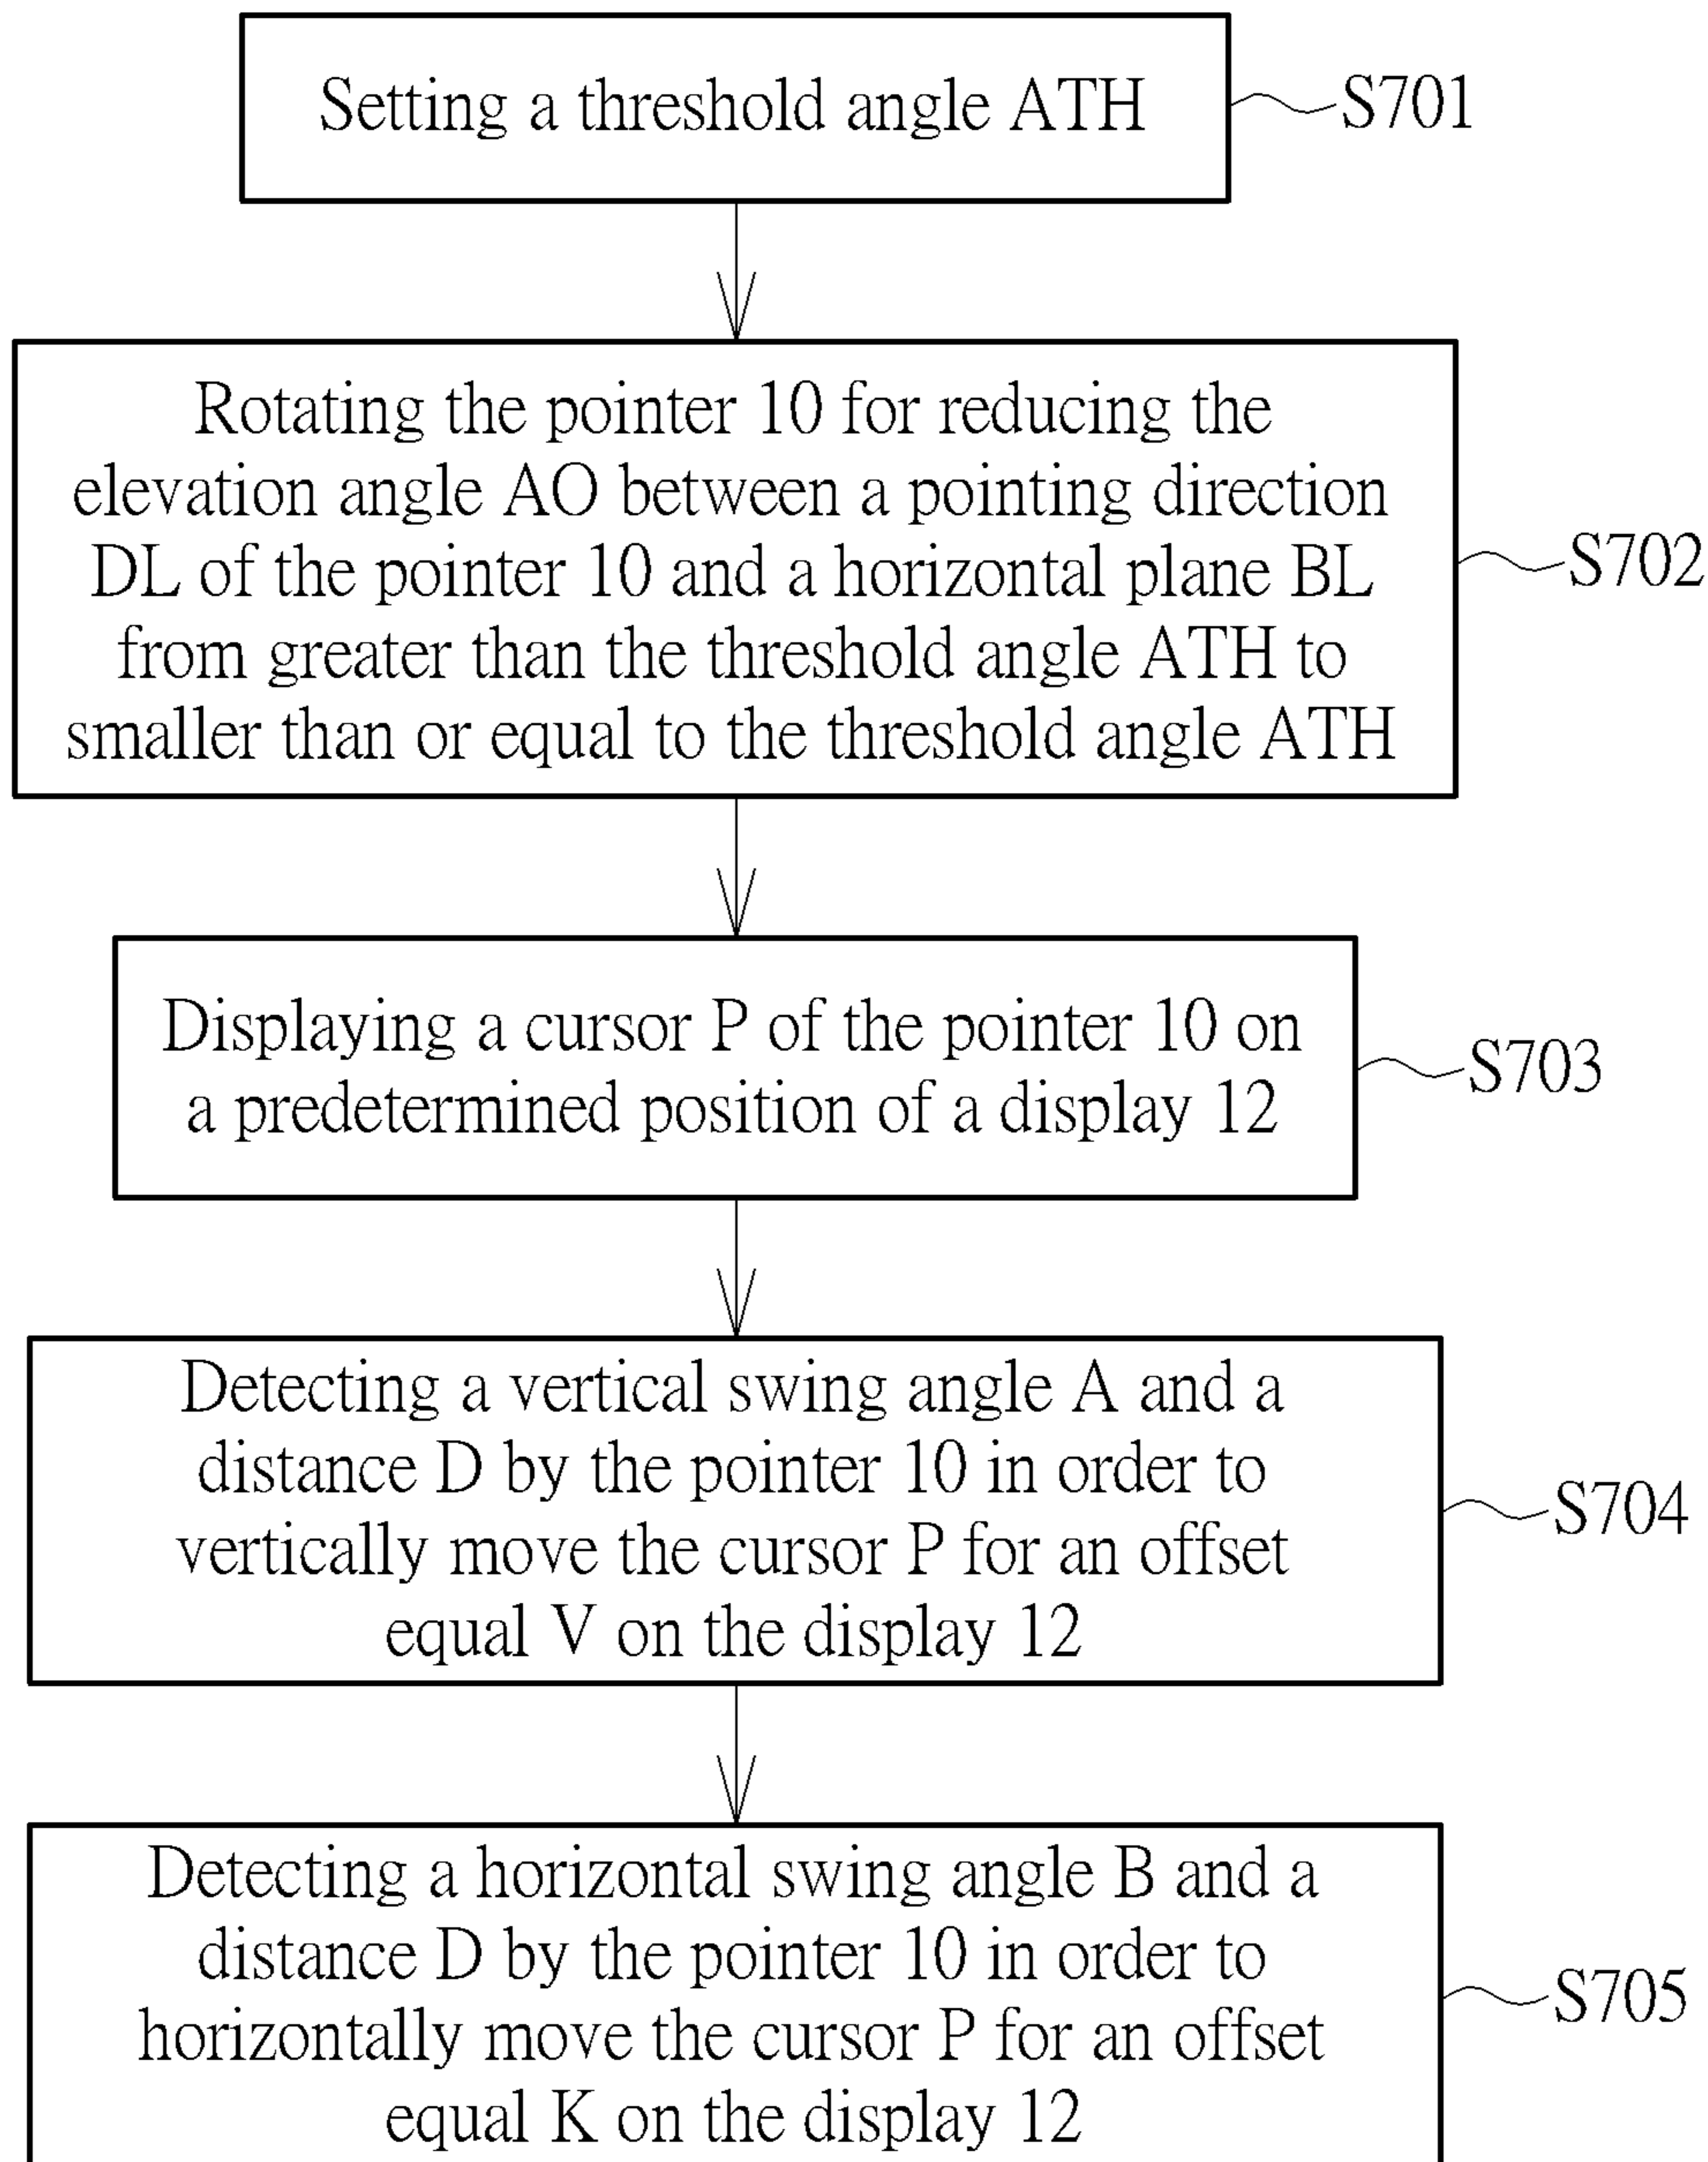 Setting a threshold angle ATH
S701
Rotating the pointer 10 for reducing the
elevation angle AO between a pointing direction
DL of the pointer 10 and a horizontal plane BL
from greater than the threshold angle ATH to
smaller than or equal to the threshold angle ATH
S702
Displaying a cursor P of the pointer 10 on
a predetermined position of a display 12
S703
Detecting a vertical swing angle A and a
distance D by the pointer 10 in order to
vertically move the cursor P for an offset
equal V on the display 12
S704
Detecting a horizontal swing angle B and a
distance D by the pointer 10 in order to
horizontally move the cursor P for an offset
equal K on the display 12
S705